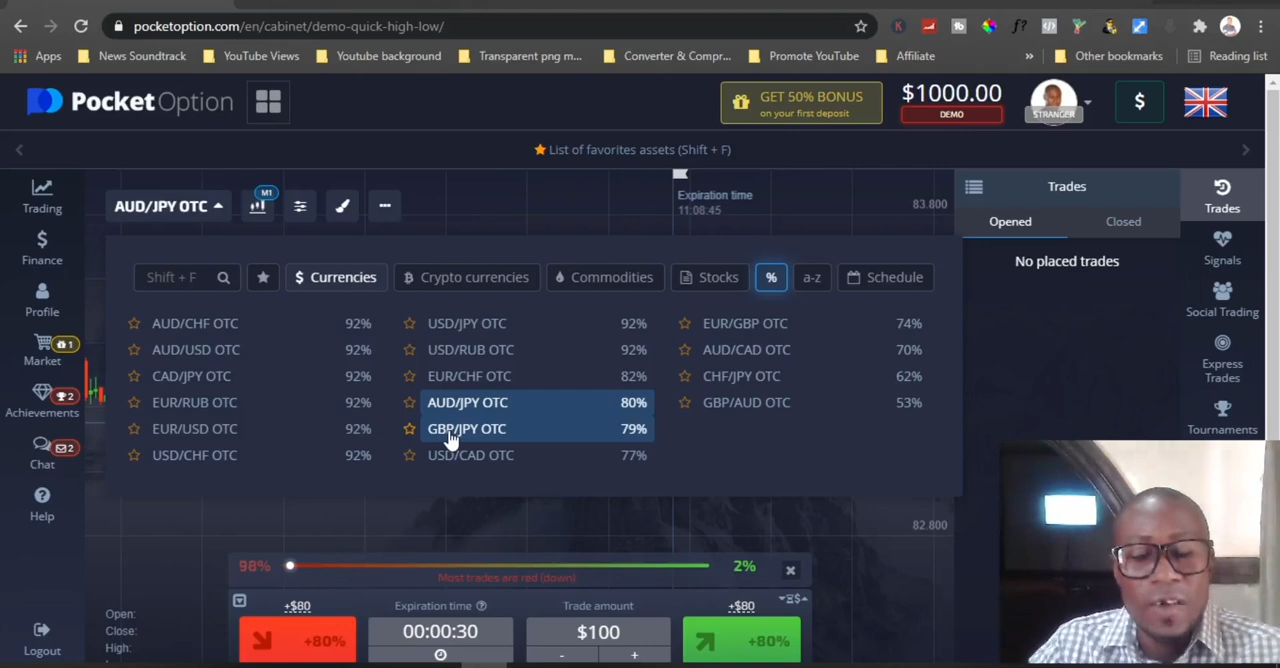 pocketoption.com/en/cabinet/demo-quick-high-low/
Apps News Soundtrack YouTube Views Youtube background Transparent png m... Converter & Compr... Promote YouTube Affiliate » Other bookmarks Reading list
PocketOption
GET 50% BONUS
on your first deposit
$1000.00
DEMO
STRANGER
$
List of favorites assets (Shift + F)
Trading
Finance
Profile
Market
1
Achievements
2
Chat
2
Help
Logout
AUD/JPY OTC
M1
Expiration time
11:08:45
83.800
Shift + F
$ Currencies
Crypto currencies
Commodities
Stocks
%
a-z
Schedule
AUD/CHF OTC 92% USD/JPY OTC 92% EUR/GBP OTC 74%
AUD/USD OTC 92% USD/RUB OTC 92% AUD/CAD OTC 70%
CAD/JPY OTC 92% EUR/CHF OTC 82% CHF/JPY OTC 62%
EUR/RUB OTC 92% AUD/JPY OTC 80% GBP/AUD OTC 53%
EUR/USD OTC 92% GBP/JPY OTC 79%
USD/CHF OTC 92% USD/CAD OTC 77%
82.800
98% 2%
Most trades are red (down)
+$80 Expiration time Trade amount +$80
+80% 00:00:30 $100 +80%
- +
Open:
Close:
High:
Trades
Opened Closed
No placed trades
Trades
Signals
Social Trading
Express
Trades
Tournaments